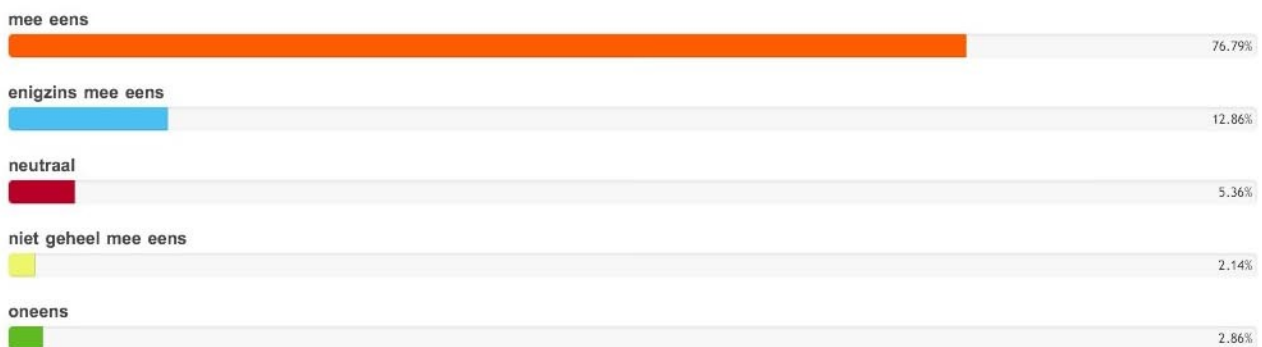 mee eens
76.79%
enigzins mee eens
12.86%
neutraal
5.36%
niet geheel mee eens
2.14%
oneens
2.86%